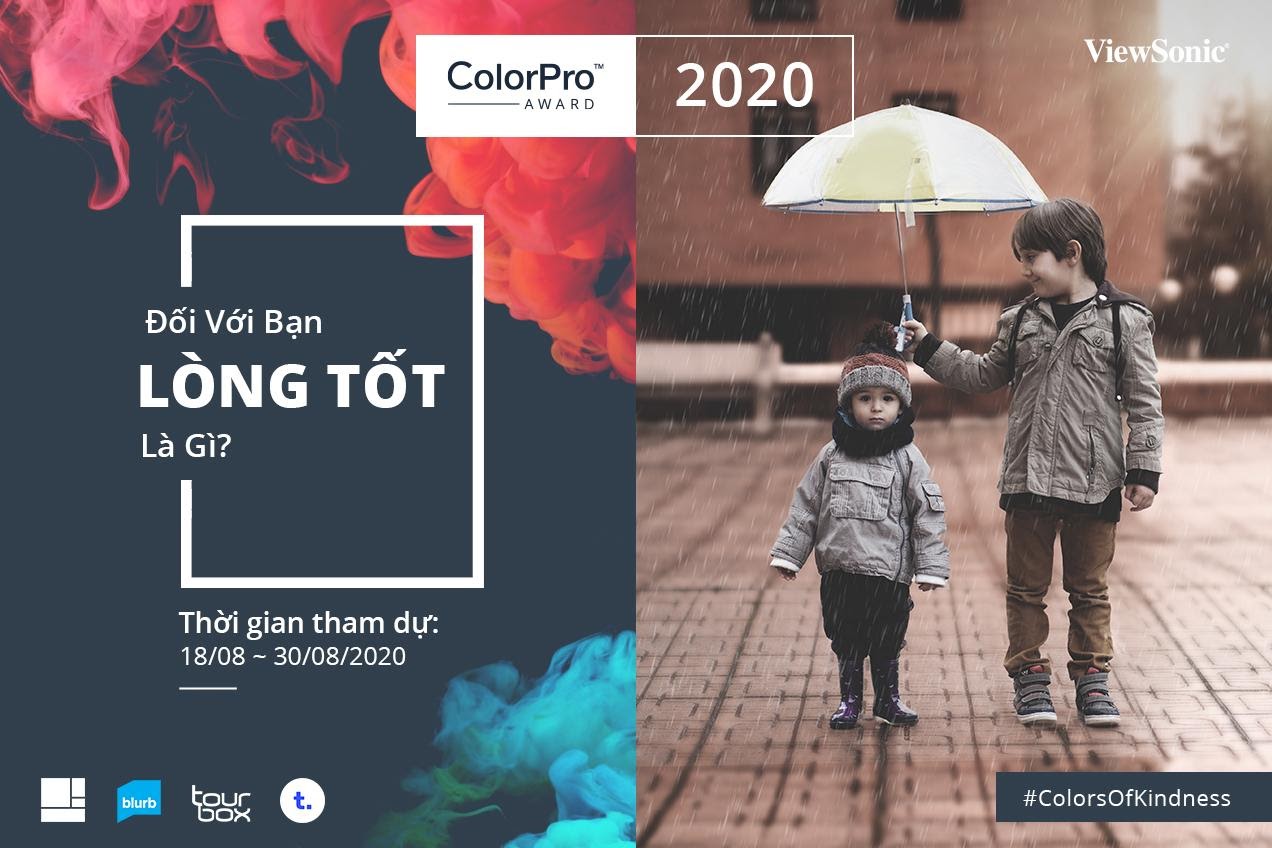 ColorPro™
AWARD
2020
ViewSonic®
Đối Với Bạn
LÒNG TỐT
Là Gì?
Thời gian tham dự:
18/08 ~ 30/08/2020
blurb
tour
box
t.
#ColorsOfKindness